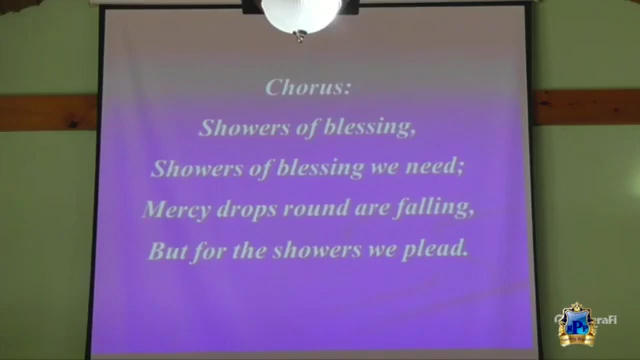 Chorus:
Showers of blessing,
Showers of blessing we need;
Mercy drops round are falling,
But for the showers we plead.